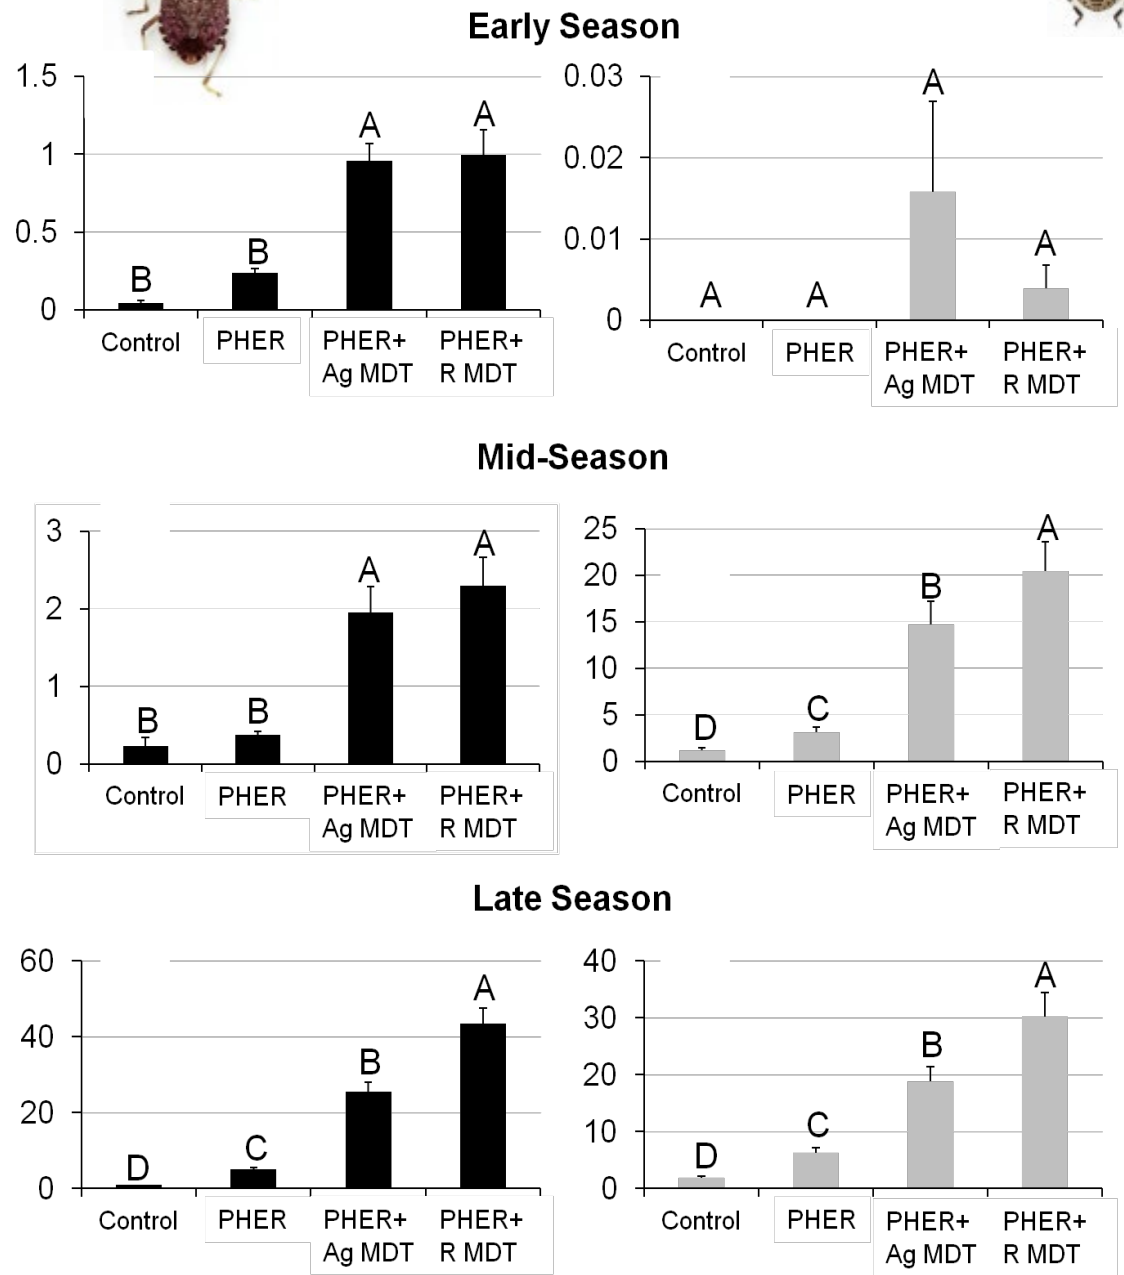 Early Season
1.5
1
0.5
0
B
B
A
A
Control
PHER
PHER+
Ag MDT
PHER+
R MDT
0.03
0.02
0.01
0
A
A
A
A
Control
PHER
PHER+
Ag MDT
PHER+
R MDT
Mid-Season
3
2
1
0
B
B
A
A
Control
PHER
PHER+
Ag MDT
PHER+
R MDT
25
20
15
10
5
0
D
C
B
A
Control
PHER
PHER+
Ag MDT
PHER+
R MDT
Late Season
60
40
20
0
D
C
B
A
Control
PHER
PHER+
Ag MDT
PHER+
R MDT
40
30
20
10
0
D
C
B
A
Control
PHER
PHER+
Ag MDT
PHER+
R MDT